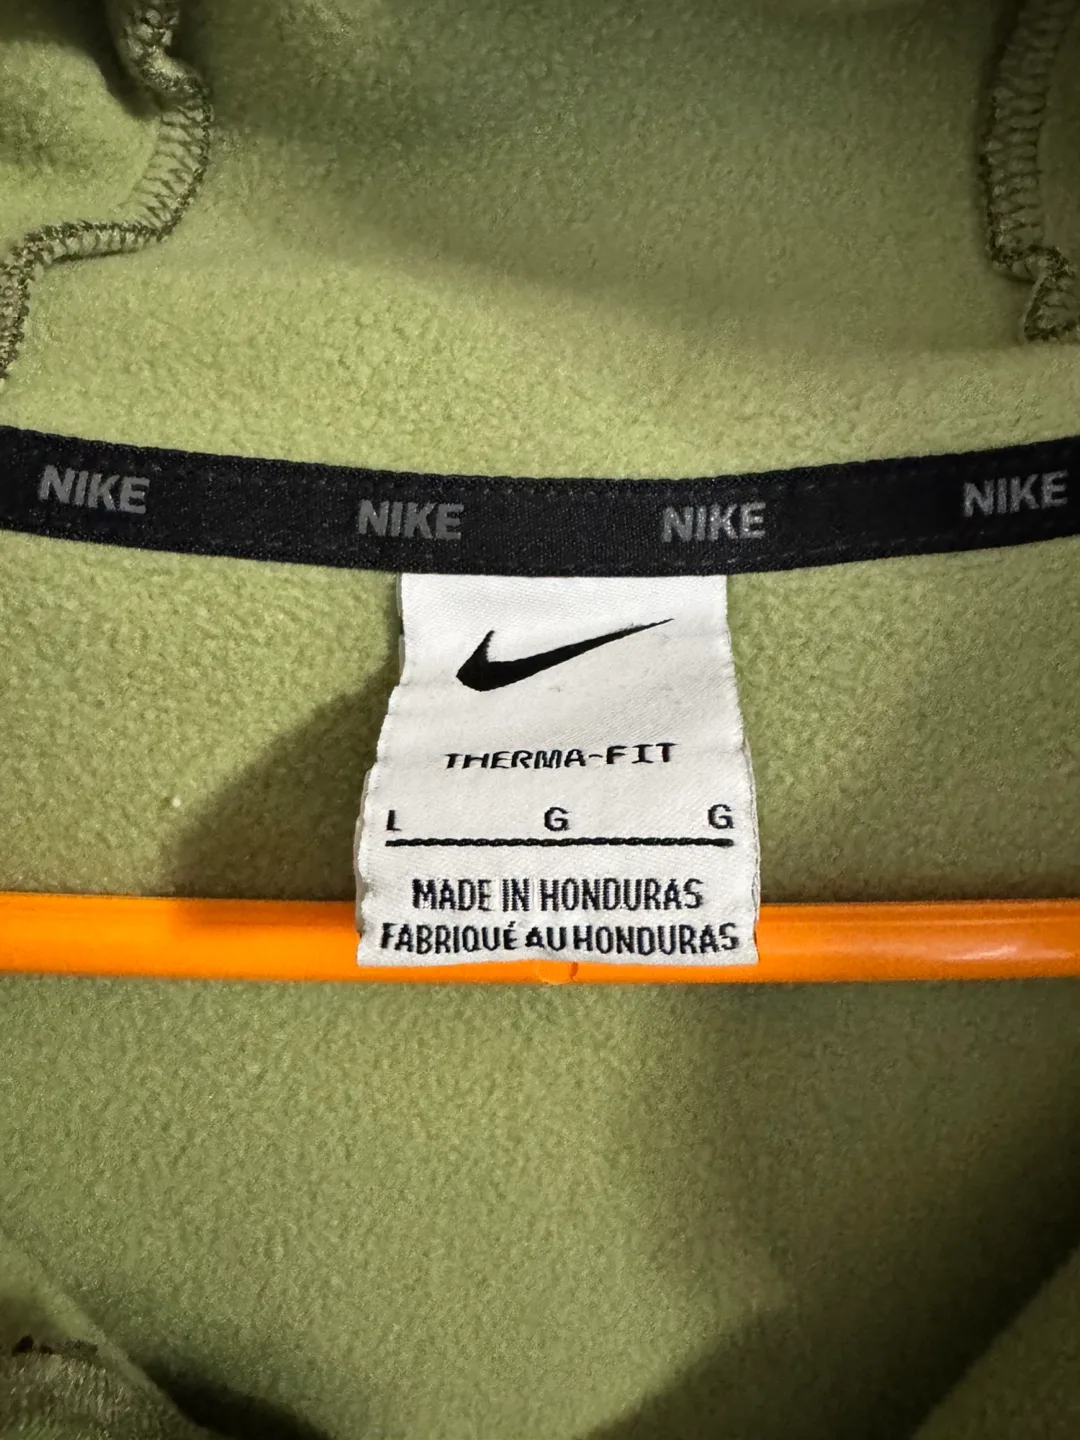 NIKE NIKE NIKE NIKE
THERMA-FIT
L G G
MADE IN HONDURAS
FABRIQUÉ AU HONDURAS